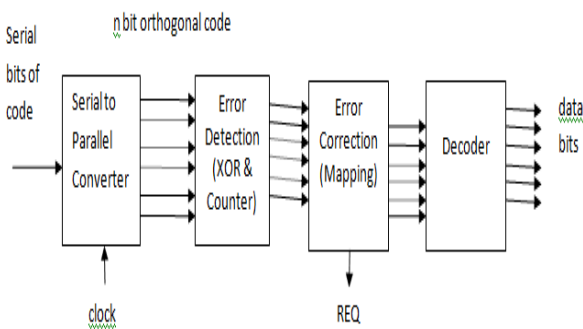 n bit orthogonal code
Serial
bits of
code
Serial to
Parallel
Converter
Error
Detection
(XOR &
Counter)
Error
Correction
(Mapping)
Decoder
data
bits
clock
REQ